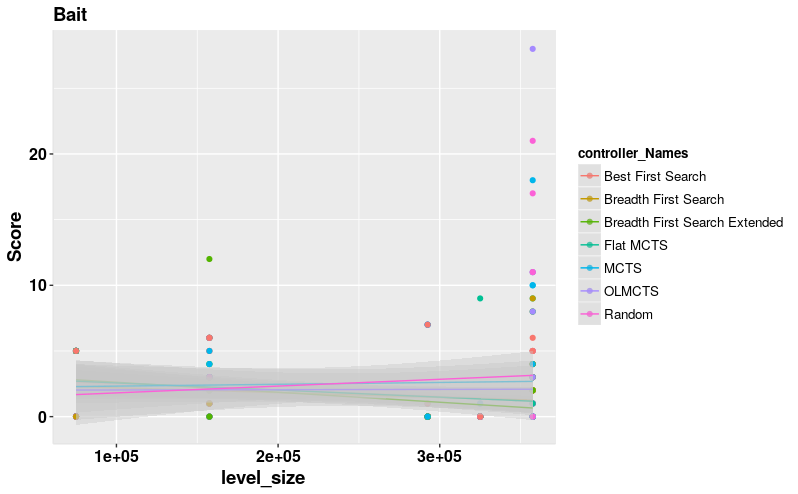 Bait
Score
20
10
0
1e+05 2e+05 3e+05
level_size
controller_Names
Best First Search
Breadth First Search
Breadth First Search Extended
Flat MCTS
MCTS
OLMCTS
Random